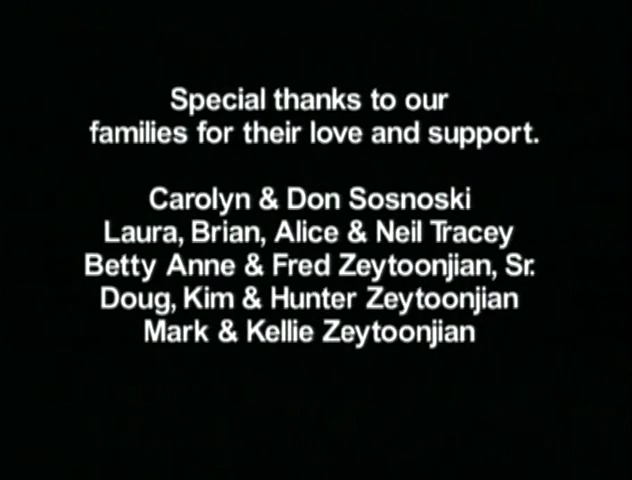 Special thanks to our
families for their love and support.
Carolyn & Don Sosnoski
Laura, Brian, Alice & Neil Tracey
Betty Anne & Fred Zeytoonjian, Sr.
Doug, Kim & Hunter Zeytoonjian
Mark & Kellie Zeytoonjian